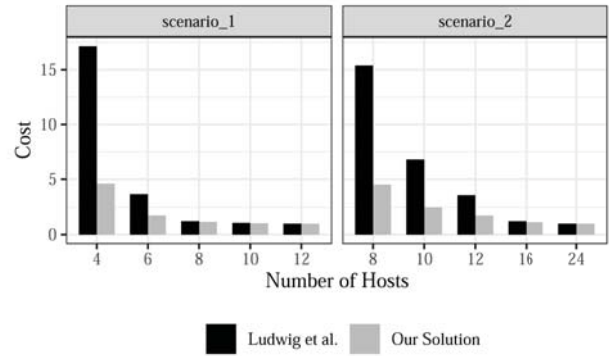 scenario_1
scenario_2
Cost
15
10
5
0
4 6 8 10 12
8 10 12 16 24
Number of Hosts
Ludwig et al. Our Solution